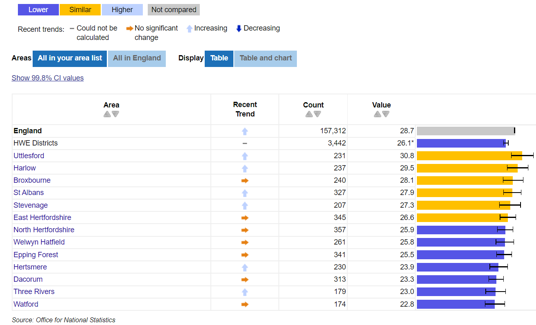 Lower Similar Higher Not compared
Recent trends: – Could not be calculated No significant change Increasing Decreasing
Areas All in your area list All in England Display Table Table and chart
Show 99.8% CI values
Area Recent Trend Count Value
England 157,312 28.7
HWE Districts – 3,442 26.1*
Uttlesford 231 30.8
Harlow 237 29.5
Broxbourne 240 28.1
St Albans 327 27.9
Stevenage 207 27.3
East Hertfordshire 345 26.6
North Hertfordshire 357 25.9
Welwyn Hatfield 261 25.8
Epping Forest 341 25.5
Hertsmere 230 23.9
Dacorum 313 23.3
Three Rivers 179 23.0
Watford 174 22.8
Source: Office for National Statistics